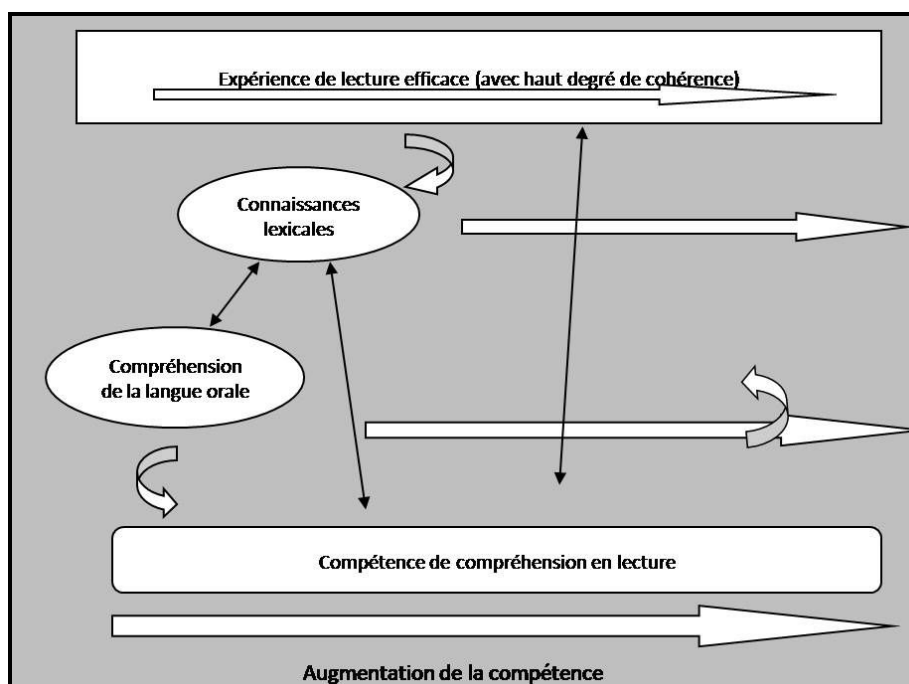 Expérience de lecture efficace (avec haut degré de cohérence)
Connaissances
lexicales
Compréhension
de la langue orale
Compétence de compréhension en lecture
Augmentation de la compétence